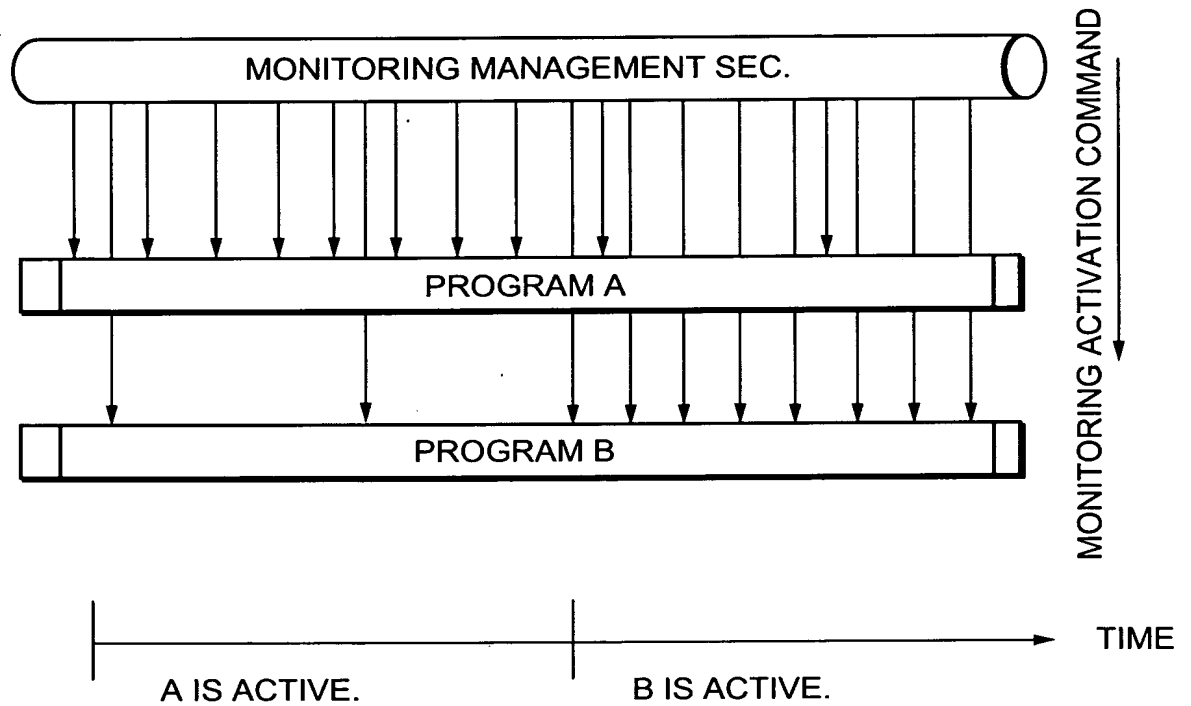 MONITORING MANAGEMENT SEC.
MONITORING ACTIVATION COMMAND
PROGRAM A
PROGRAM B
TIME
A IS ACTIVE.
B IS ACTIVE.